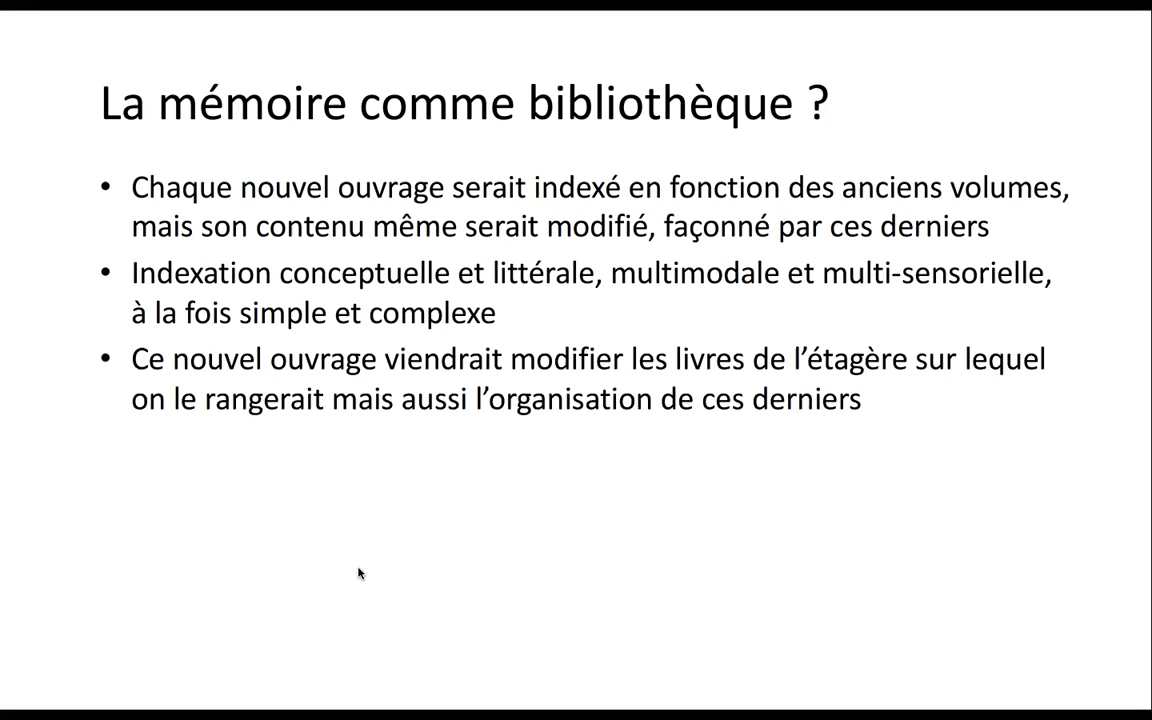 La mémoire comme bibliothèque ?
• Chaque nouvel ouvrage serait indexé en fonction des anciens volumes,
mais son contenu même serait modifié, façonné par ces derniers
• Indexation conceptuelle et littérale, multimodale et multi-sensorielle,
à la fois simple et complexe
• Ce nouvel ouvrage viendrait modifier les livres de l’étagère sur lequel
on le rangerait mais aussi l’organisation de ces derniers